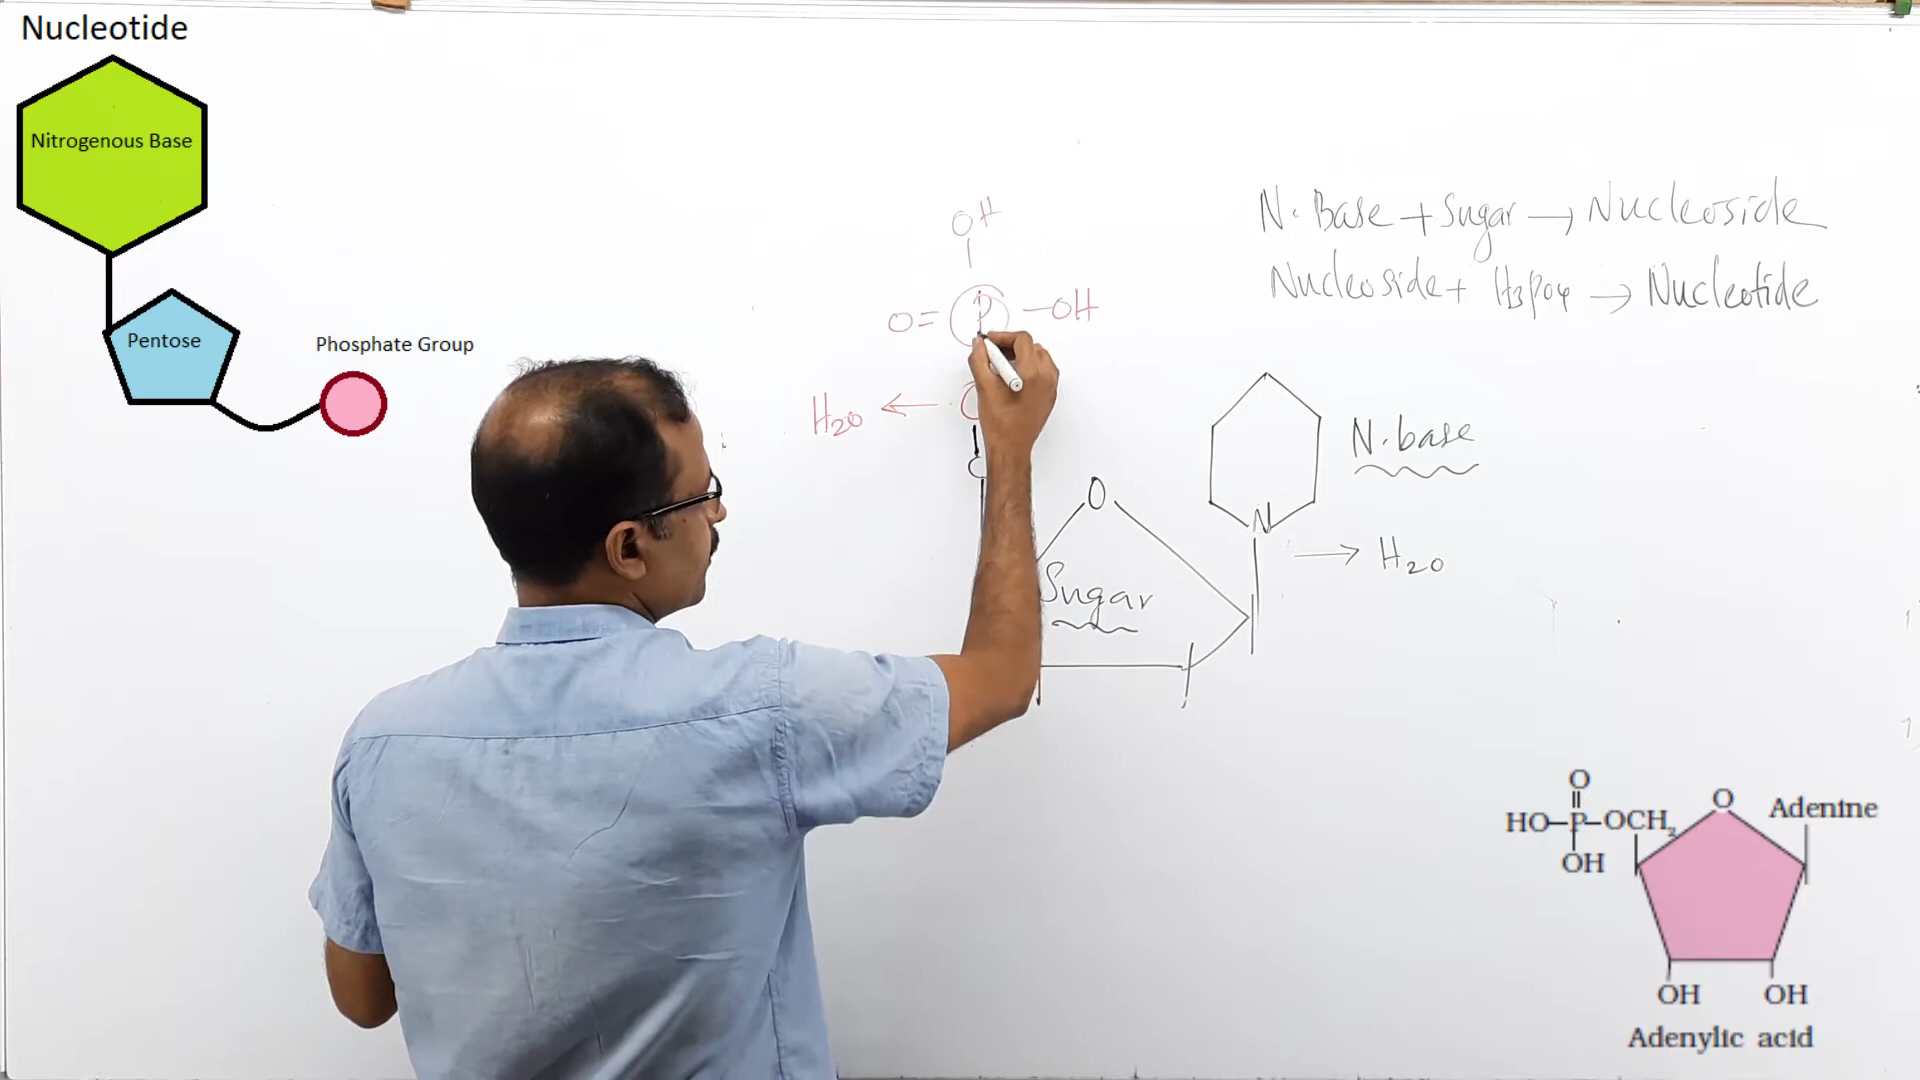 Nucleotide
Nitrogenous Base
Pentose
Phosphate Group
OH
O= P -OH
H2O ← O
C
O
Sugar
N. Base + Sugar → Nucleoside
Nucleoside + H3PO4 → Nucleotide
N. base
N
→ H2O
O
HO-P-OCH2
OH
O
Adenine
OH OH
Adenylic acid